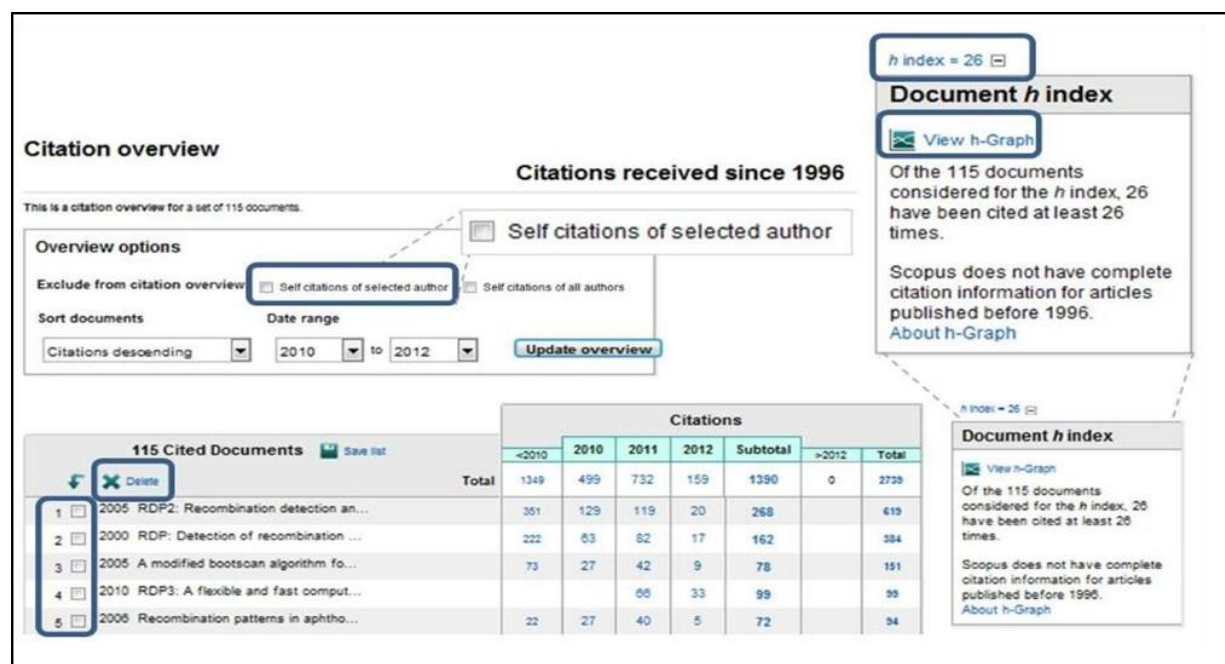 h index = 26
Document h index
View h-Graph
Of the 115 documents
considered for the h index, 26
have been cited at least 26
times.
Scopus does not have complete
citation information for articles
published before 1996.
About h-Graph
Citation overview
Citations received since 1996
This is a citation overview for a set of 115 documents.
Self citations of selected author
Overview options
Exclude from citation overview Self citations of selected author Self citations of all authors
Sort documents Date range
Citations descending 2010 to 2012 Update overview
Citations
115 Cited Documents Save list <2010 2010 2011 2012 Subtotal >2012 Total
Delete Total 1349 499 732 159 1390 0 2739
1 2005 RDP2: Recombination detection an... 351 129 119 20 268 619
2 2000 RDP: Detection of recombination ... 222 63 82 17 162 384
3 2005 A modified bootscan algorithm fo... 73 27 42 9 78 151
4 2010 RDP3: A flexible and fast comput... 66 33 99 99
5 2006 Recombination patterns in aphtho... 22 27 40 5 72 94
h index = 26
Document h index
View h-Graph
Of the 115 documents
considered for the h index, 26
have been cited at least 26
times.
Scopus does not have complete
citation information for articles
published before 1996.
About h-Graph